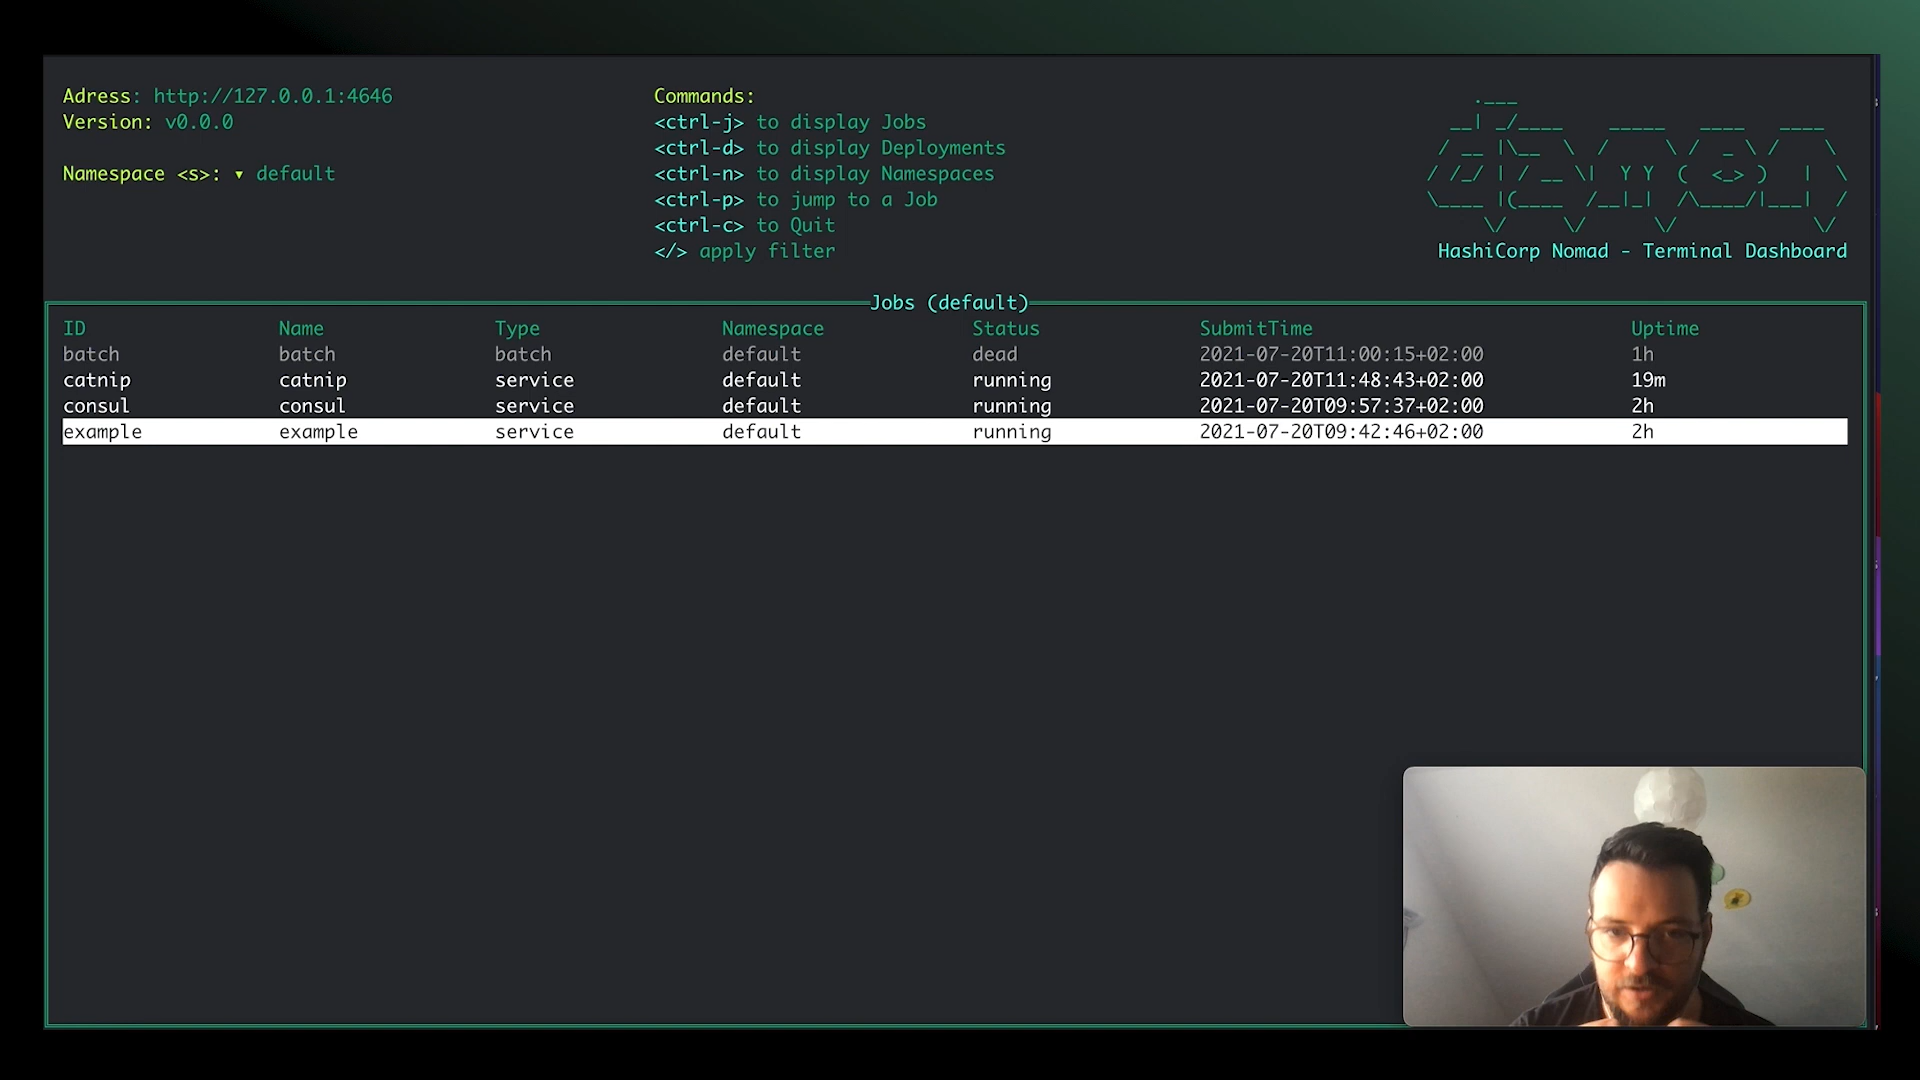 Adress: http://127.0.0.1:4646
Version: v0.0.0
Namespace <s>: ▾ default
Commands:
<ctrl-j> to display Jobs
<ctrl-d> to display Deployments
<ctrl-n> to display Namespaces
<ctrl-p> to jump to a Job
<ctrl-c> to Quit
</> apply filter
damon
HashiCorp Nomad - Terminal Dashboard
Jobs (default)
ID Name Type Namespace Status SubmitTime Uptime
batch batch batch default dead 2021-07-20T11:00:15+02:00 1h
catnip catnip service default running 2021-07-20T11:48:43+02:00 19m
consul consul service default running 2021-07-20T09:57:37+02:00 2h
example example service default running 2021-07-20T09:42:46+02:00 2h